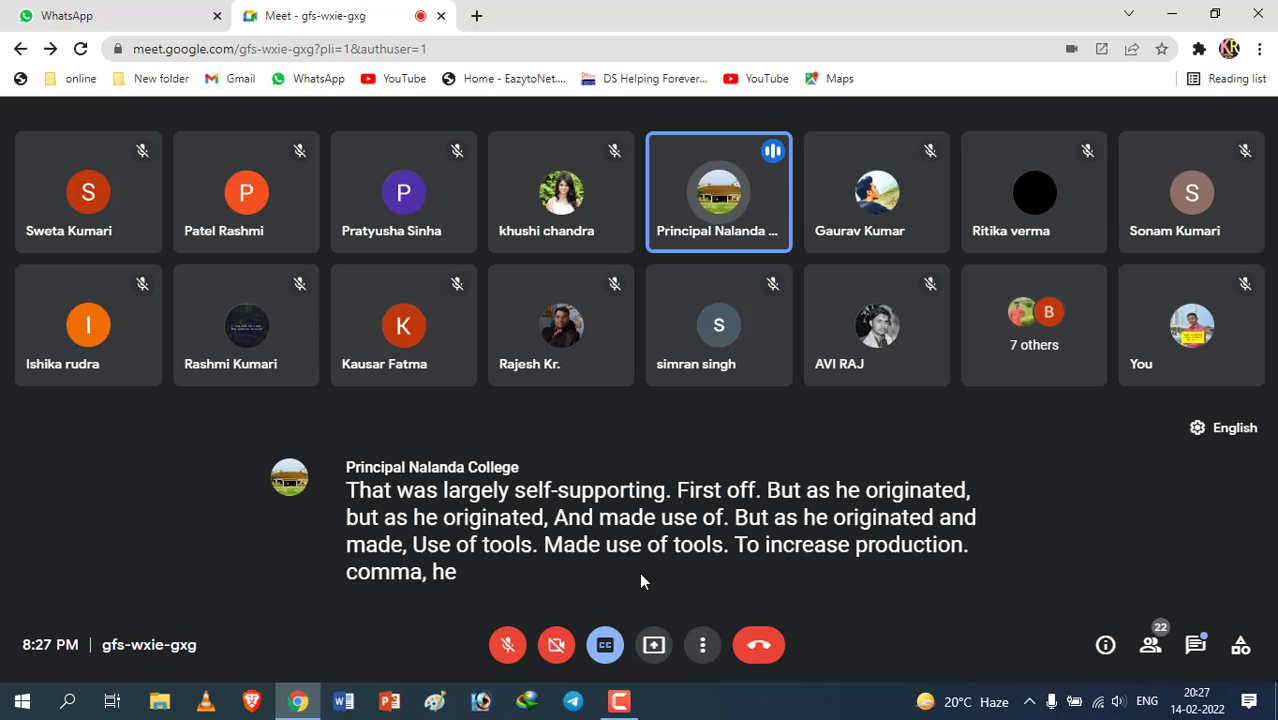 WhatsApp
Meet - gfs-wxie-gxg
meet.google.com/gfs-wxie-gxg?pli=1&authuser=1
KR
online
New folder
Gmail
WhatsApp
YouTube
Home - EazytoNet...
DS Helping Forever...
YouTube
Maps
Reading list
S
Sweta Kumari
P
Patel Rashmi
P
Pratyusha Sinha
khushi chandra
Principal Nalanda ...
Gaurav Kumar
Ritika verma
S
Sonam Kumari
I
Ishika rudra
Rashmi Kumari
K
Kausar Fatma
Rajesh Kr.
s
simran singh
AVI RAJ
B
7 others
You
English
Principal Nalanda College
That was largely self-supporting. First off. But as he originated,
but as he originated, And made use of. But as he originated and
made, Use of tools. Made use of tools. To increase production.
comma, he
8:27 PM | gfs-wxie-gxg
CC
22
20°C Haze
ENG
20:27
14-02-2022